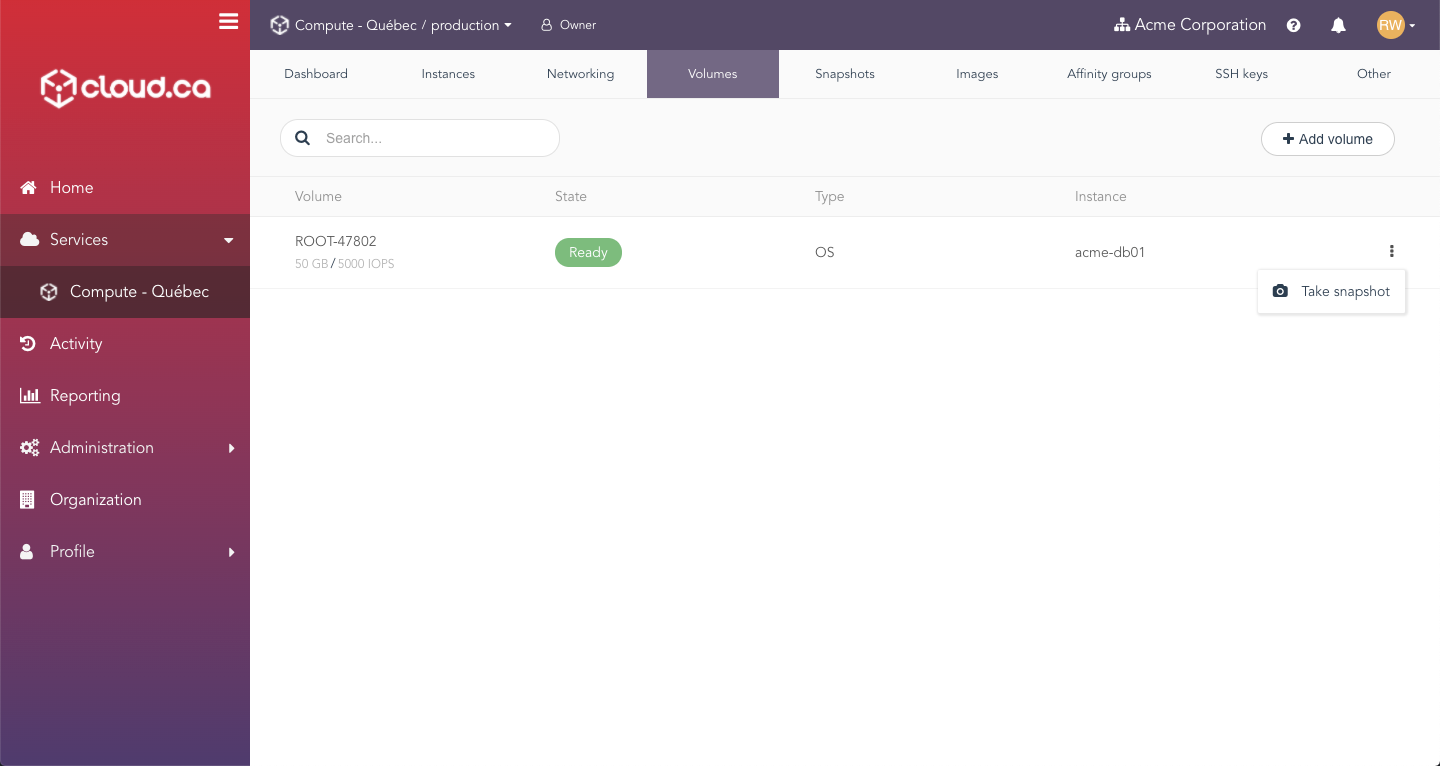 Compute - Québec / production
Owner
Acme Corporation
RW
cloud.ca
Dashboard
Instances
Networking
Volumes
Snapshots
Images
Affinity groups
SSH keys
Other
Search...
Add volume
Home
Services
Compute - Québec
Activity
Reporting
Administration
Organization
Profile
Volume
State
Type
Instance
ROOT-47802
50 GB / 5000 IOPS
Ready
OS
acme-db01
Take snapshot